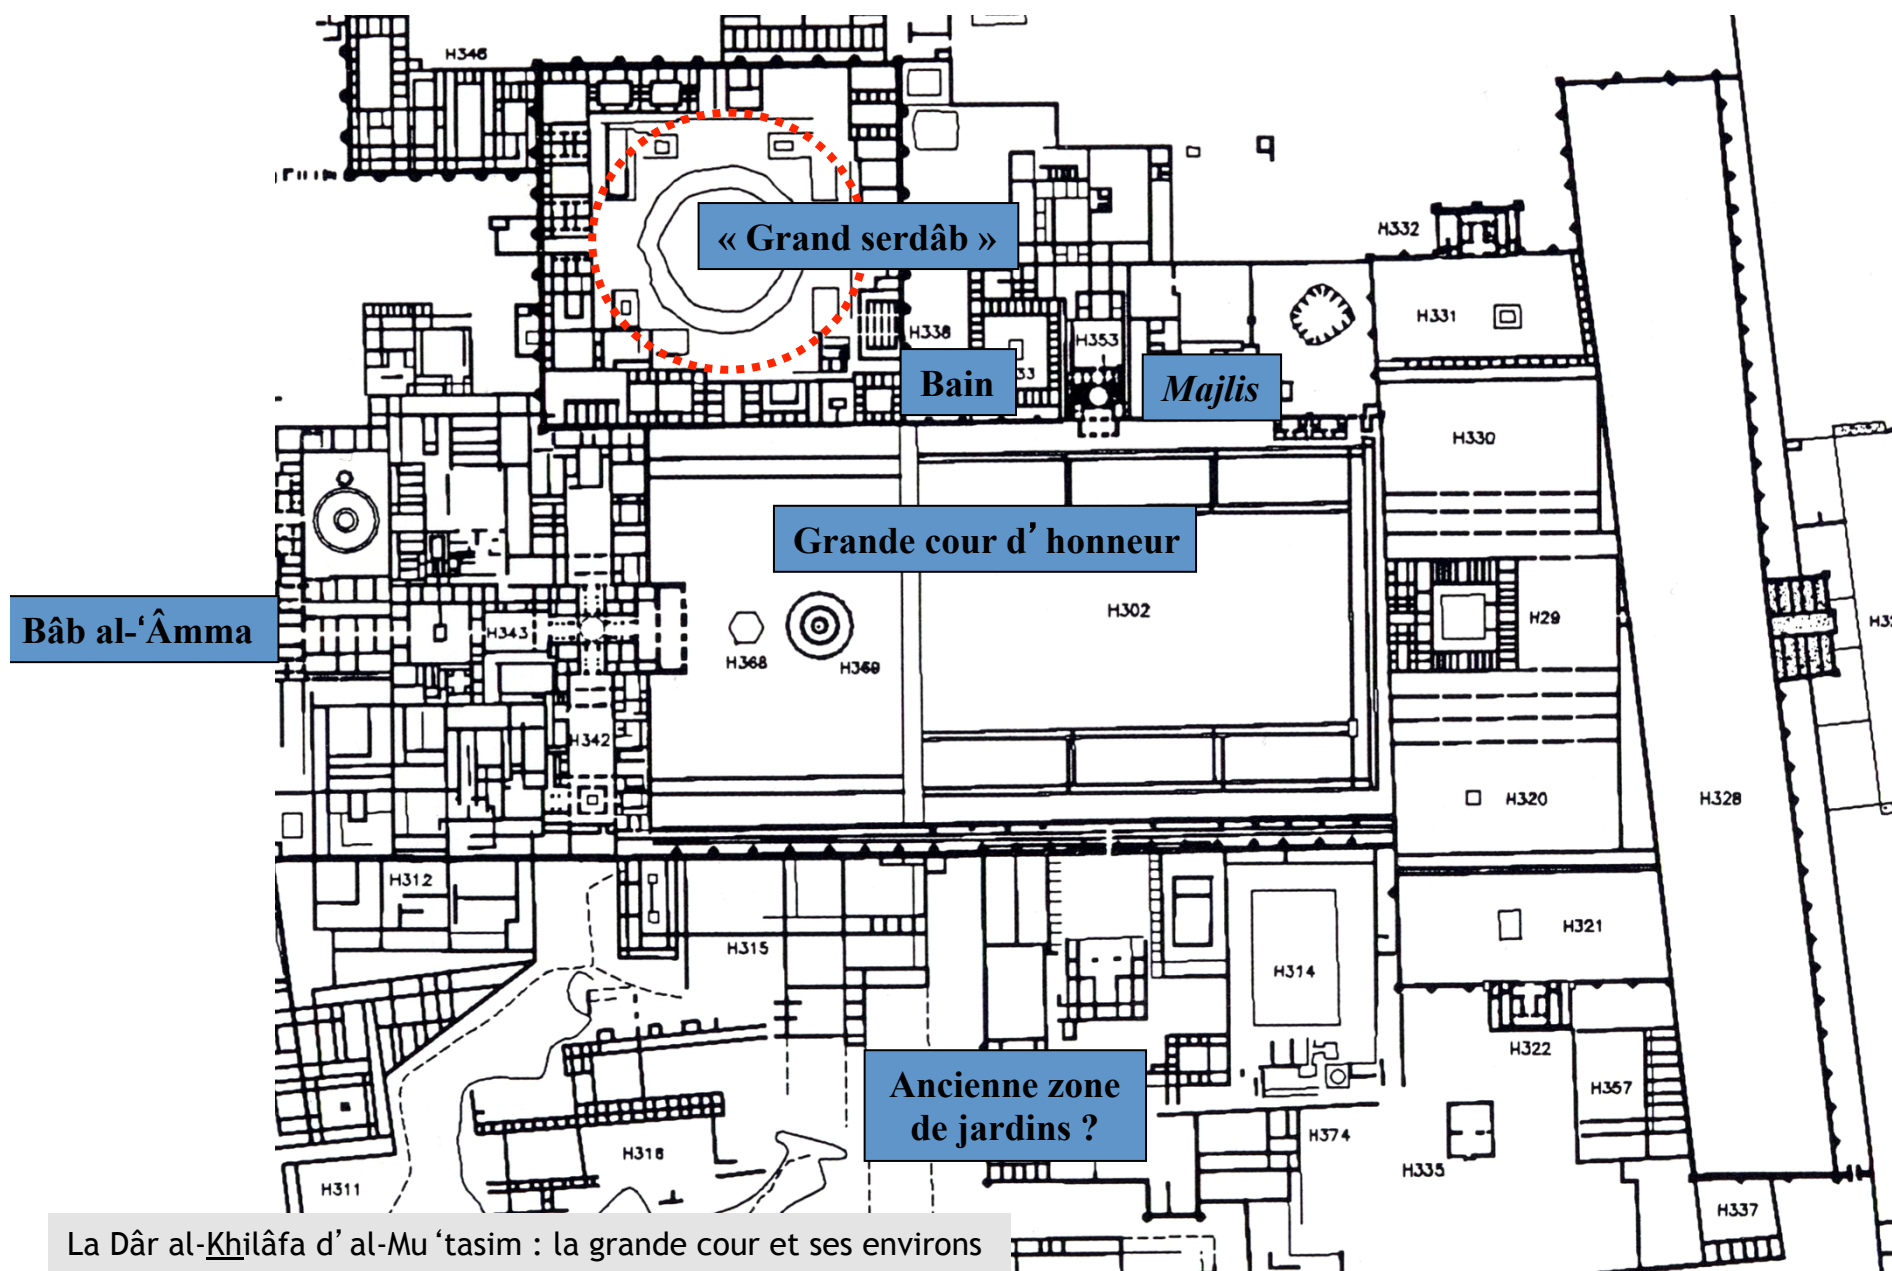 H346
« Grand serdâb »
H332
H331
H338
H353
33
Bain
Majlis
H330
Grande cour d’ honneur
H302
H29
Bâb al-‘Âmma
H343
H368
H369
H342
H320
H328
H312
H315
H321
H314
H322
Ancienne zone
de jardins ?
H357
H374
H316
H335
H311
H337
La Dâr al-Khilâfa d’ al-Mu ‘tasim : la grande cour et ses environs